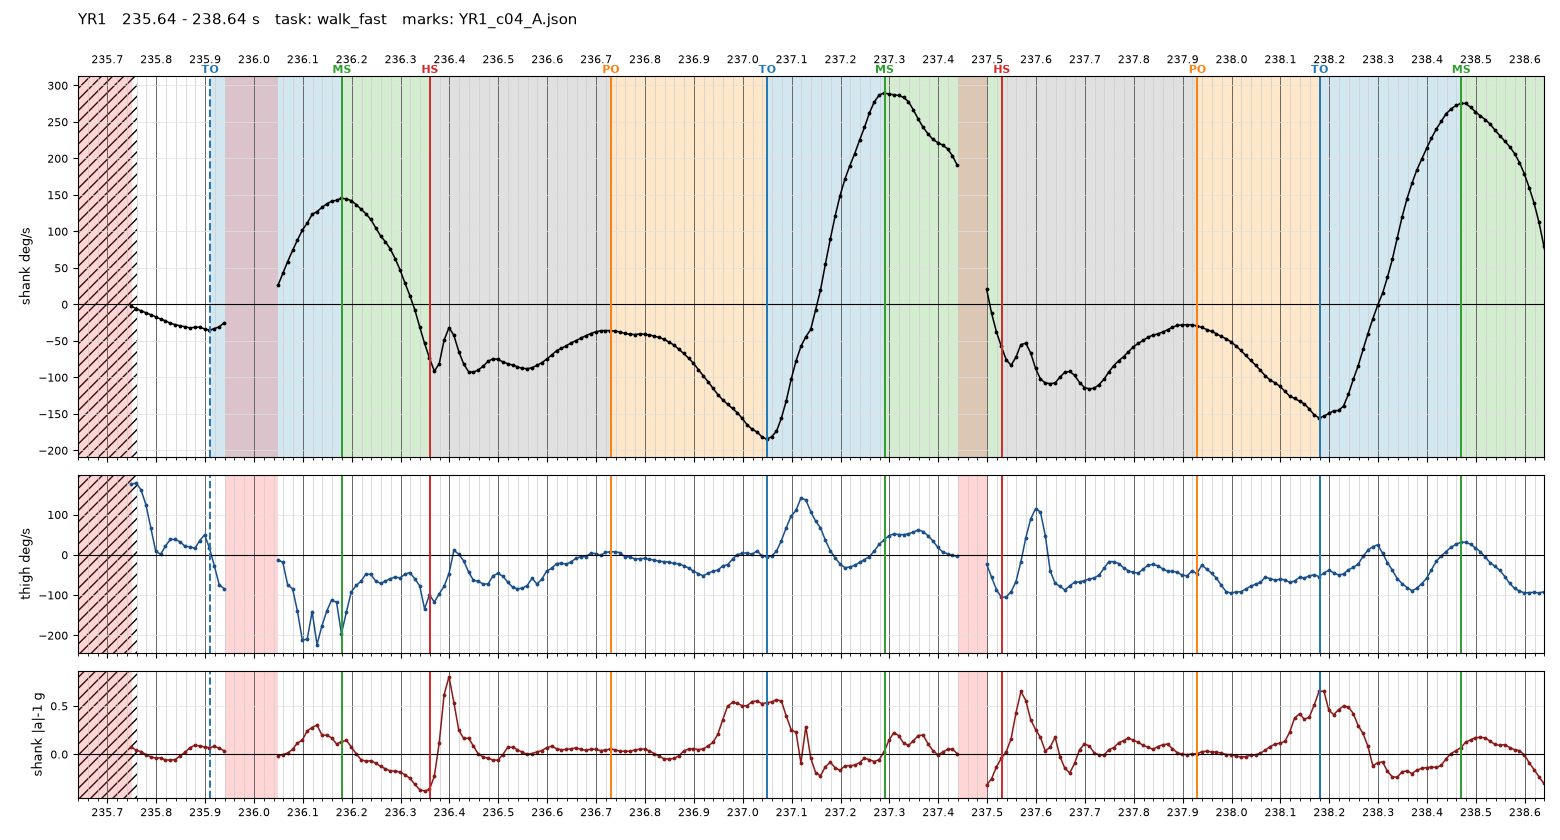 YR1 235.64 - 238.64 s task: walk_fast marks: YR1_c04_A.json
235.7 235.8 235.9 236.0 236.1 236.2 236.3 236.4 236.5 236.6 236.7 236.8 236.9 237.0 237.1 237.2 237.3 237.4 237.5 237.6 237.7 237.8 237.9 238.0 238.1 238.2 238.3 238.4 238.5 238.6
TO MS HS PO TO MS HS PO TO MS
shank deg/s
300
250
200
150
100
50
0
−50
−100
−150
−200
thigh deg/s
100
0
−100
−200
shank |a|-1 g
0.5
0.0
235.7 235.8 235.9 236.0 236.1 236.2 236.3 236.4 236.5 236.6 236.7 236.8 236.9 237.0 237.1 237.2 237.3 237.4 237.5 237.6 237.7 237.8 237.9 238.0 238.1 238.2 238.3 238.4 238.5 238.6